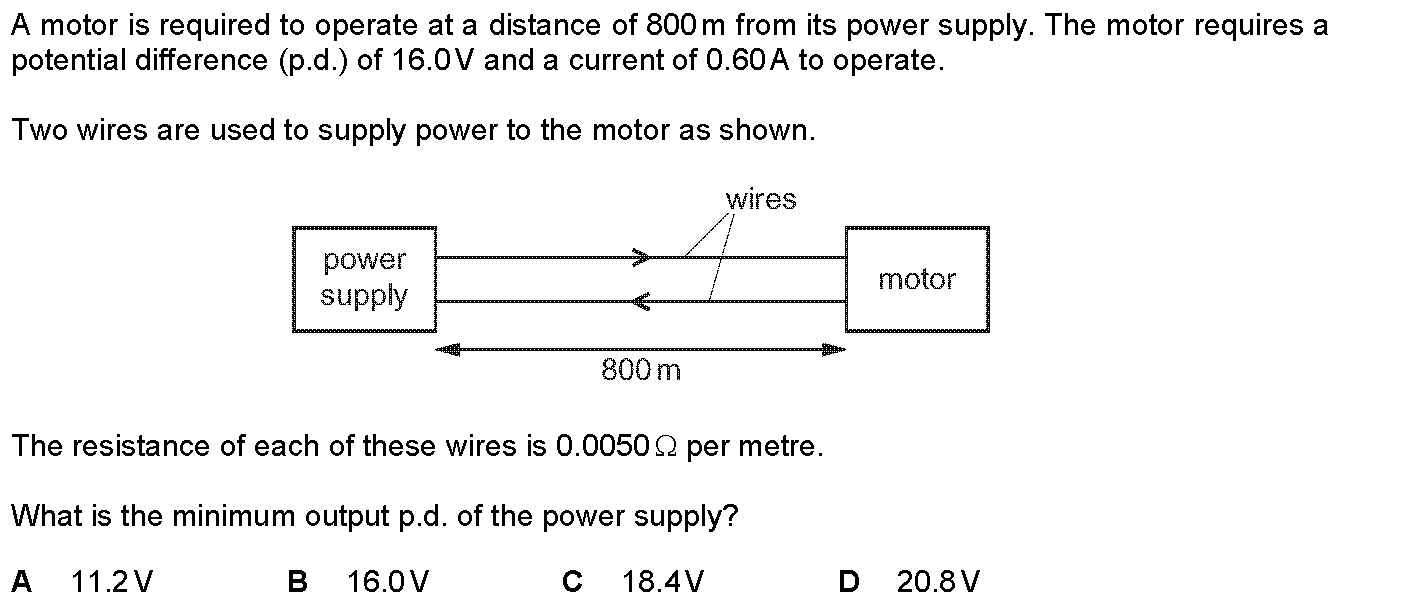 A motor is required to operate at a distance of 800 m from its power supply. The motor requires a
potential difference (p.d.) of 16.0 V and a current of 0.60 A to operate.
Two wires are used to supply power to the motor as shown.
wires
power
supply
motor
800 m
The resistance of each of these wires is 0.0050 Ω per metre.
What is the minimum output p.d. of the power supply?
A 11.2 V B 16.0 V C 18.4 V D 20.8 V